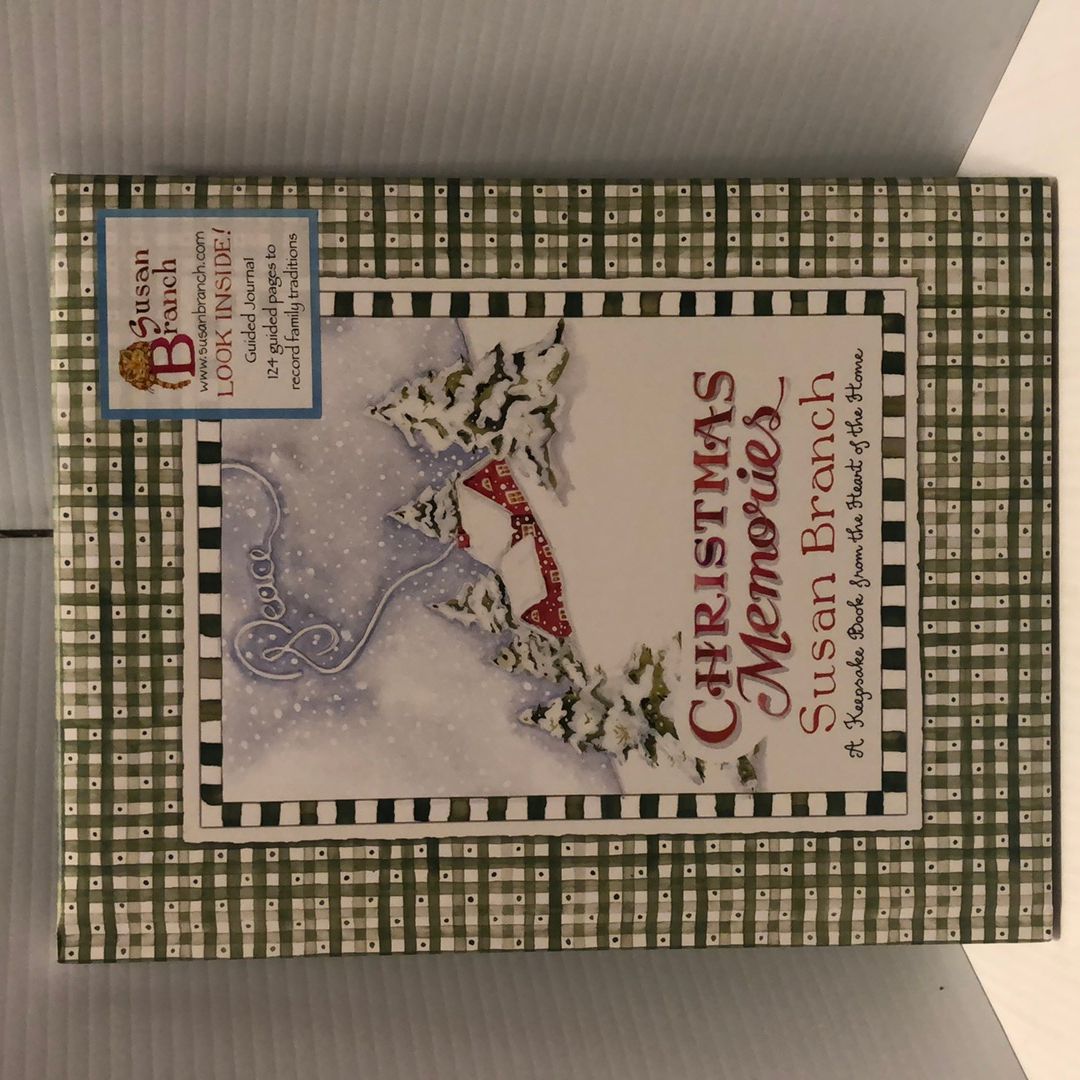 Susan
Branch
www.susanbranch.com
LOOK INSIDE!
Guided Journal
124 guided pages to
record family traditions
Peace
CHRISTMAS
Memories
Susan Branch
A Keepsake Book from the Heart of the Home